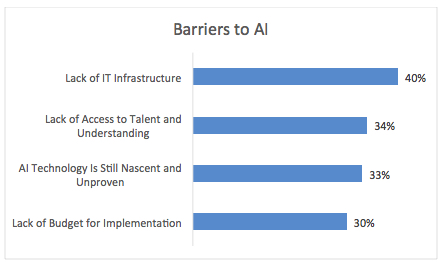 Barriers to AI
Lack of IT Infrastructure
40%
Lack of Access to Talent and
Understanding
34%
AI Technology Is Still Nascent and
Unproven
33%
Lack of Budget for Implementation
30%